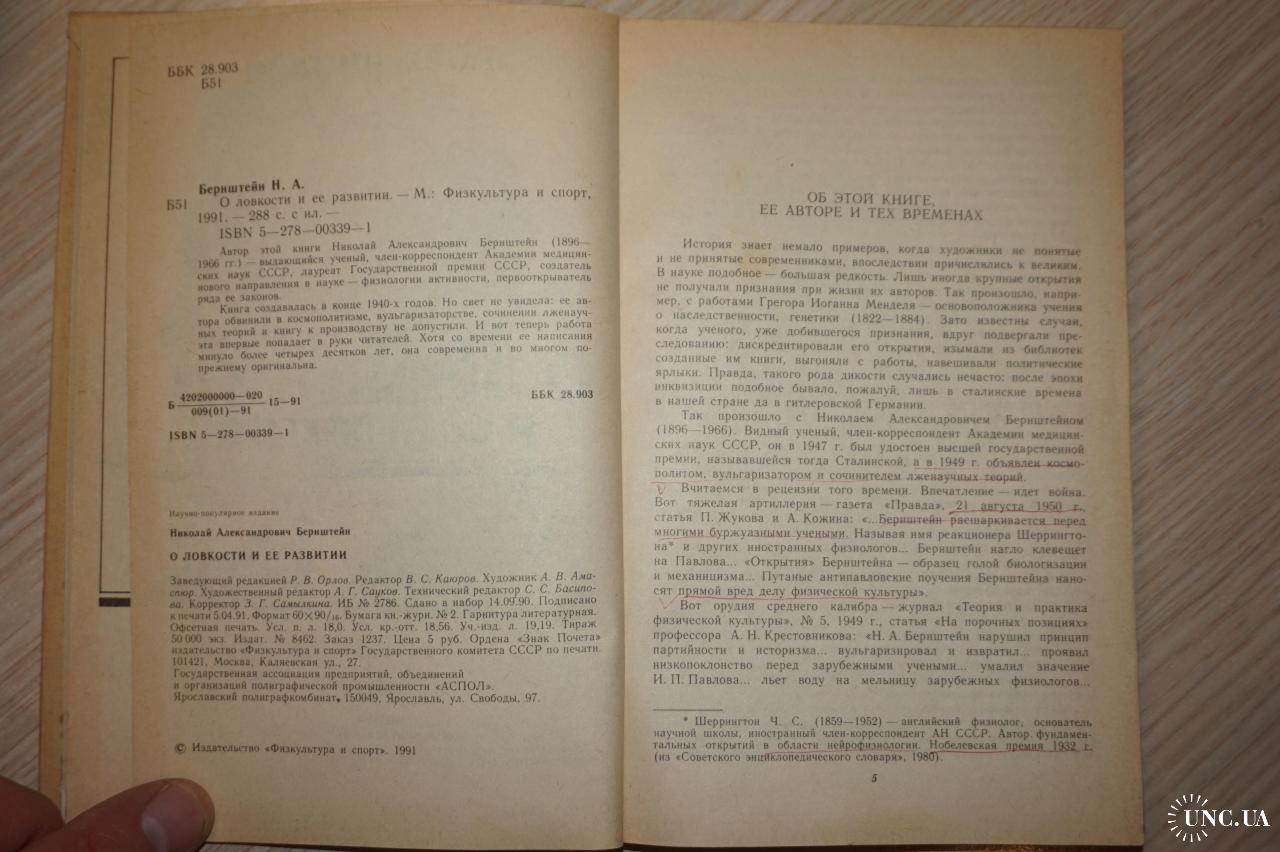 ББК 28.903
Б51
Бернштейн Н. А.
Б51 О ловкости и ее развитии. — М.: Физкультура и спорт,
1991. — 288 с. с ил. —
ISBN 5—278—00339—1
Автор этой книги Николай Александрович Бернштейн (1896—
1966 гг.) — выдающийся ученый, член-корреспондент Академии медицин-
ских наук СССР, лауреат Государственной премии СССР, создатель
нового направления в науке — физиологии активности, первооткрыватель
ряда ее законов.
Книга создавалась в конце 1940-х годов. Но свет не увидела: ее ав-
тора обвинили в космополитизме, вульгаризаторстве, сочинении лженауч-
ных теорий и книгу к производству не допустили. И вот теперь работа
эта впервые попадает в руки читателей. Хотя со времени ее написания
минуло более четырех десятков лет, она современна и во многом по-
прежнему оригинальна.
Б 4202000000—020
009(01)—91 15—91
ББК 28.903
ISBN 5—278—00339—1
Научно-популярное издание
Николай Александрович Бернштейн
О ЛОВКОСТИ И ЕЕ РАЗВИТИИ
Заведующий редакцией Р. В. Орлов. Редактор В. С. Каюров. Художник А. В. Ама-
спюр. Художественный редактор А. Г. Сауков. Технический редактор С. С. Басипо-
ва. Корректор З. Г. Самылкина. ИБ № 2786. Сдано в набор 14.09.90. Подписано
к печати 5.04.91. Формат 60×90/16. Бумага кн.-журн. № 2. Гарнитура литературная.
Офсетная печать. Усл. п. л. 18,0. Усл. кр.-отт. 18,56. Уч.-изд. л. 19,19. Тираж
50 000 экз. Издат. № 8462. Заказ 1237. Цена 5 руб. Ордена «Знак Почета»
издательство «Физкультура и спорт» Государственного комитета СССР по печати.
101421, Москва, Каляевская ул., 27.
Государственная ассоциация предприятий, объединений
и организаций полиграфической промышленности «АСПОЛ».
Ярославский полиграфкомбинат, 150049, Ярославль, ул. Свободы, 97.
© Издательство «Физкультура и спорт». 1991
ОБ ЭТОЙ КНИГЕ,
ЕЕ АВТОРЕ И ТЕХ ВРЕМЕНАХ
История знает немало примеров, когда художники не понятые
и не принятые современниками, впоследствии причислялись к великим.
В науке подобное — большая редкость. Лишь иногда крупные открытия
не получали признания при жизни их авторов. Так произошло, напри-
мер, с работами Грегора Иоганна Менделя — основоположника учения
о наследственности, генетики (1822—1884). Зато известны случаи,
когда ученого, уже добившегося признания, вдруг подвергали пре-
следованию: дискредитировали его открытия, изымали из библиотек
созданные им книги, выгоняли с работы, навешивали политические
ярлыки. Правда, такого рода дикости случались нечасто: после эпохи
инквизиции подобное бывало, пожалуй, лишь в сталинские времена
в нашей стране да в гитлеровской Германии.
Так произошло с Николаем Александровичем Бернштейном
(1896—1966). Видный ученый, член-корреспондент Академии медицин-
ских наук СССР, он в 1947 г. был удостоен высшей государственной
премии, называвшейся тогда Сталинской, а в 1949 г. объявлен космо-
политом, вульгаризатором и сочинителем лженаучных теорий.
Вчитаемся в рецензии того времени. Впечатление — идет война.
Вот тяжелая артиллерия — газета «Правда», 21 августа 1950 г.,
статья П. Жукова и А. Кожина: «...Бернштейн расшаркивается перед
многими буржуазными учеными. Называя имя реакционера Шеррингто-
на* и других иностранных физиологов... Бернштейн нагло клевещет
на Павлова... «Открытия» Бернштейна — образец голой биологизации
и механицизма... Путаные антипавловские поучения Бернштейна нано-
сят прямой вред делу физической культуры».
Вот орудия среднего калибра — журнал «Теория и практика
физической культуры», № 5, 1949 г., статья «На порочных позициях»
профессора А. Н. Крестовникова: «Н. А. Бернштейн нарушил принцип
партийности и историзма... вульгаризировал и извратил... проявил
низкопоклонство перед зарубежными учеными... умалил значение
И. П. Павлова... льет воду на мельницу зарубежных физиологов...
* Шеррингтон Ч. С. (1859—1952) — английский физиолог, основатель
научной школы, иностранный член-корреспондент АН СССР. Автор фундамен-
тальных открытий в области нейрофизиологии. Нобелевская премия 1932 г.
(из «Советского энциклопедического словаря», 1980).
5
UNC.UA